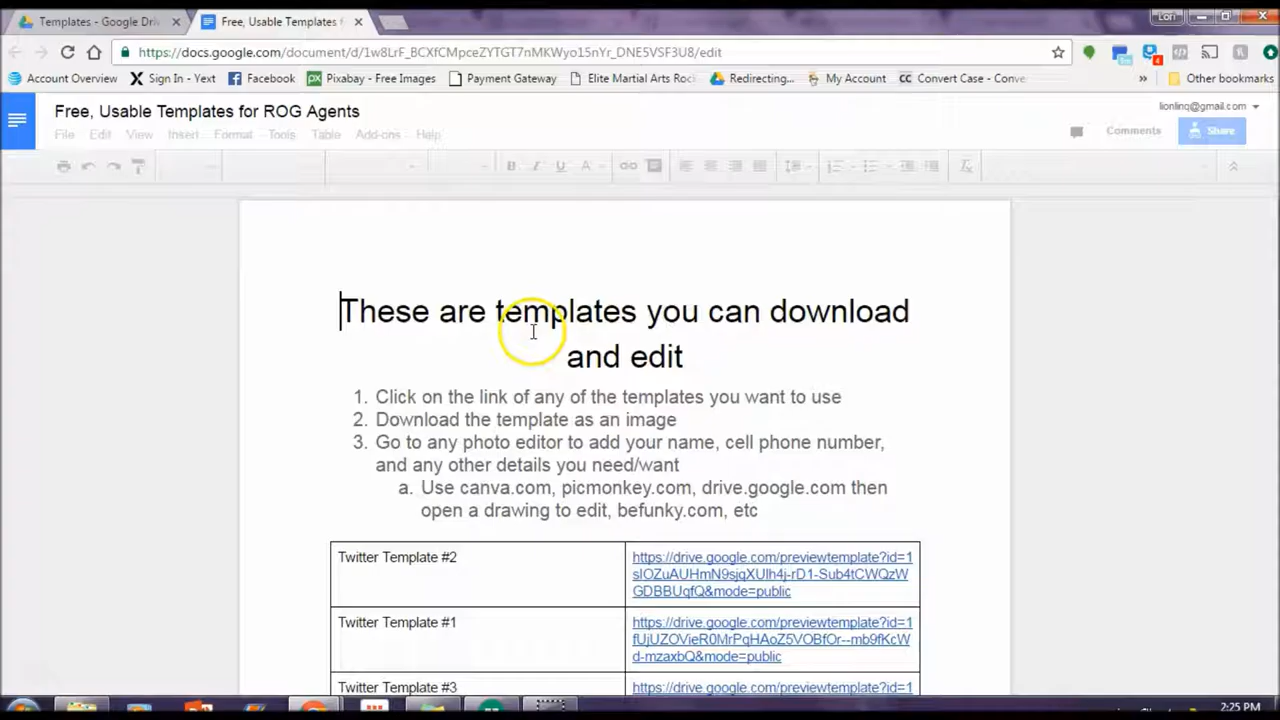 Templates - Google Driv
Free, Usable Templates f
Lori
https://docs.google.com/document/d/1w8LrF_BCXfCMpceZYTGT7nMKWyo15nYr_DNE5VSF3U8/edit
Account Overview
Sign In - Yext
Facebook
Pixabay - Free Images
Payment Gateway
Elite Martial Arts Rock
Redirecting...
My Account
CC Convert Case - Conve
»
Other bookmarks
Free, Usable Templates for ROG Agents
lionlinq@gmail.com
File Edit View Insert Format Tools Table Add-ons Help
Comments
Share
These are templates you can download
and edit
1. Click on the link of any of the templates you want to use
2. Download the template as an image
3. Go to any photo editor to add your name, cell phone number,
and any other details you need/want
a. Use canva.com, picmonkey.com, drive.google.com then
open a drawing to edit, befunky.com, etc
Twitter Template #2
https://drive.google.com/previewtemplate?id=1
slOZuAUHmN9sjqXUlh4j-rD1-Sub4tCWQzW
GDBBUqfQ&mode=public
Twitter Template #1
https://drive.google.com/previewtemplate?id=1
fUjUZOVieR0MrPqHAoZ5VOBfOr--mb9fKcW
d-mzaxbQ&mode=public
Twitter Template #3
https://drive.google.com/previewtemplate?id=1
2:25 PM